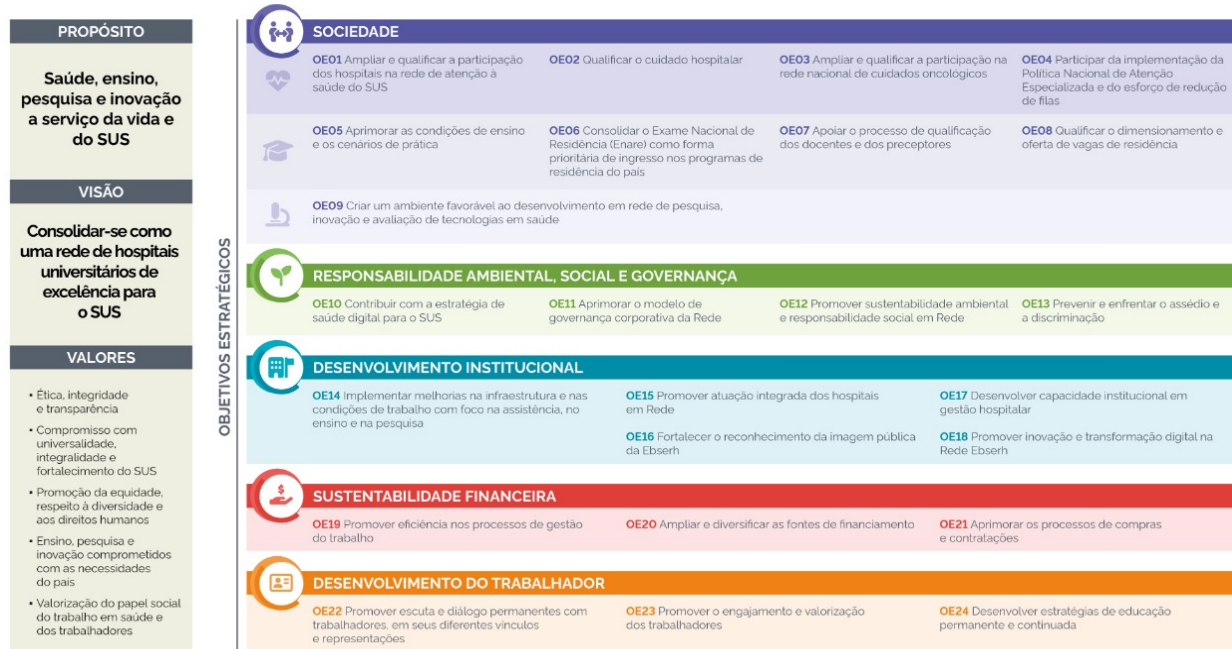 PROPÓSITO
Saúde, ensino,
pesquisa e inovação
a serviço da vida e
do SUS
VISÃO
Consolidar-se como
uma rede de hospitais
universitários de
excelência para
o SUS
VALORES
• Ética, integridade
e transparência
• Compromisso com
universalidade,
integralidade e
fortalecimento do SUS
• Promoção da equidade,
respeito à diversidade e
aos direitos humanos
• Ensino, pesquisa e
inovação comprometidos
com as necessidades
do país
• Valorização do papel social
do trabalho em saúde e
dos trabalhadores
OBJETIVOS ESTRATÉGICOS
SOCIEDADE
OE01 Ampliar e qualificar a participação
dos hospitais na rede de atenção à
saúde do SUS
OE02 Qualificar o cuidado hospitalar
OE03 Ampliar e qualificar a participação na
rede nacional de cuidados oncológicos
OE04 Participar da implementação da
Política Nacional de Atenção
Especializada e do esforço de redução
de filas
OE05 Aprimorar as condições de ensino
e os cenários de prática
OE06 Consolidar o Exame Nacional de
Residência (Enare) como forma
prioritária de ingresso nos programas de
residência do país
OE07 Apoiar o processo de qualificação
dos docentes e dos preceptores
OE08 Qualificar o dimensionamento e
oferta de vagas de residência
OE09 Criar um ambiente favorável ao desenvolvimento em rede de pesquisa,
inovação e avaliação de tecnologias em saúde
RESPONSABILIDADE AMBIENTAL, SOCIAL E GOVERNANÇA
OE10 Contribuir com a estratégia de
saúde digital para o SUS
OE11 Aprimorar o modelo de
governança corporativa da Rede
OE12 Promover sustentabilidade ambiental
e responsabilidade social em Rede
OE13 Prevenir e enfrentar o assédio e
a discriminação
DESENVOLVIMENTO INSTITUCIONAL
OE14 Implementar melhorias na infraestrutura e nas
condições de trabalho com foco na assistência, no
ensino e na pesquisa
OE15 Promover atuação integrada dos hospitais
em Rede
OE16 Fortalecer o reconhecimento da imagem pública
da Ebserh
OE17 Desenvolver capacidade institucional em
gestão hospitalar
OE18 Promover inovação e transformação digital na
Rede Ebserh
SUSTENTABILIDADE FINANCEIRA
OE19 Promover eficiência nos processos de gestão
do trabalho
OE20 Ampliar e diversificar as fontes de financiamento
OE21 Aprimorar os processos de compras
e contratações
DESENVOLVIMENTO DO TRABALHADOR
OE22 Promover escuta e diálogo permanentes com
trabalhadores, em seus diferentes vínculos
e representações
OE23 Promover o engajamento e valorização
dos trabalhadores
OE24 Desenvolver estratégias de educação
permanente e continuada